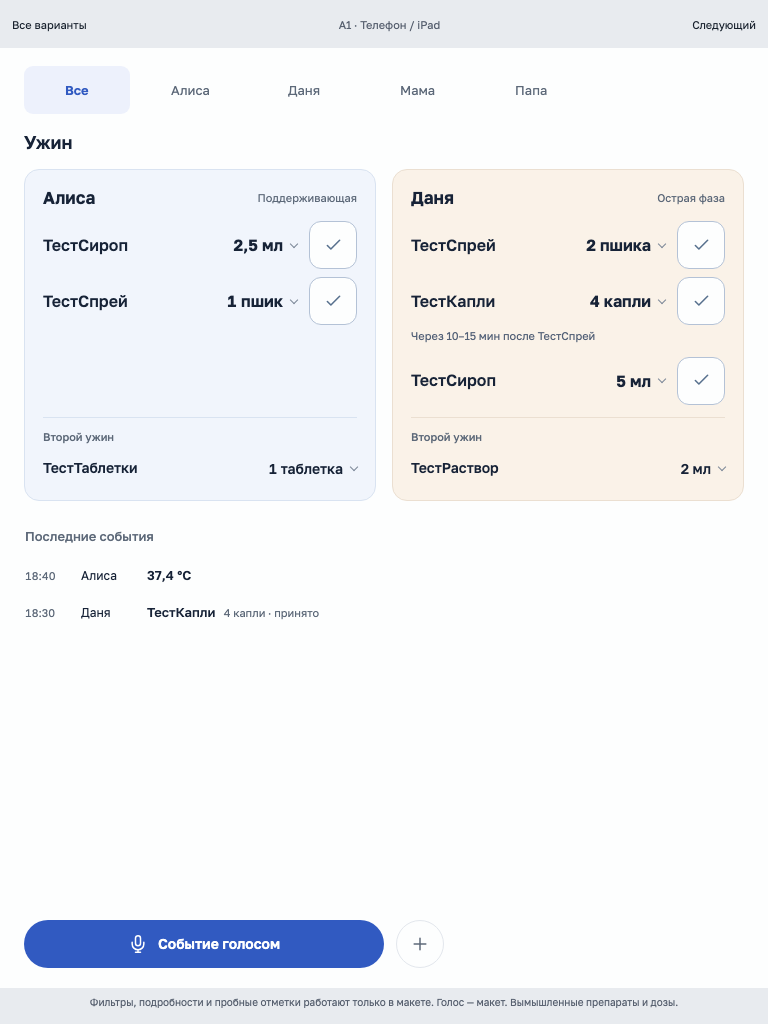 Все варианты
A1 · Телефон / iPad
Следующий
Все
Алиса
Даня
Мама
Папа
Ужин
Алиса
Поддерживающая
ТестСироп
2,5 мл
ТестСпрей
1 пшик
Второй ужин
ТестТаблетки
1 таблетка
Даня
Острая фаза
ТестСпрей
2 пшика
ТестКапли
4 капли
Через 10–15 мин после ТестСпрей
ТестСироп
5 мл
Второй ужин
ТестРаствор
2 мл
Последние события
18:40 Алиса 37,4 °C
18:30 Даня ТестКапли 4 капли · принято
Событие голосом
Фильтры, подробности и пробные отметки работают только в макете. Голос — макет. Вымышленные препараты и дозы.